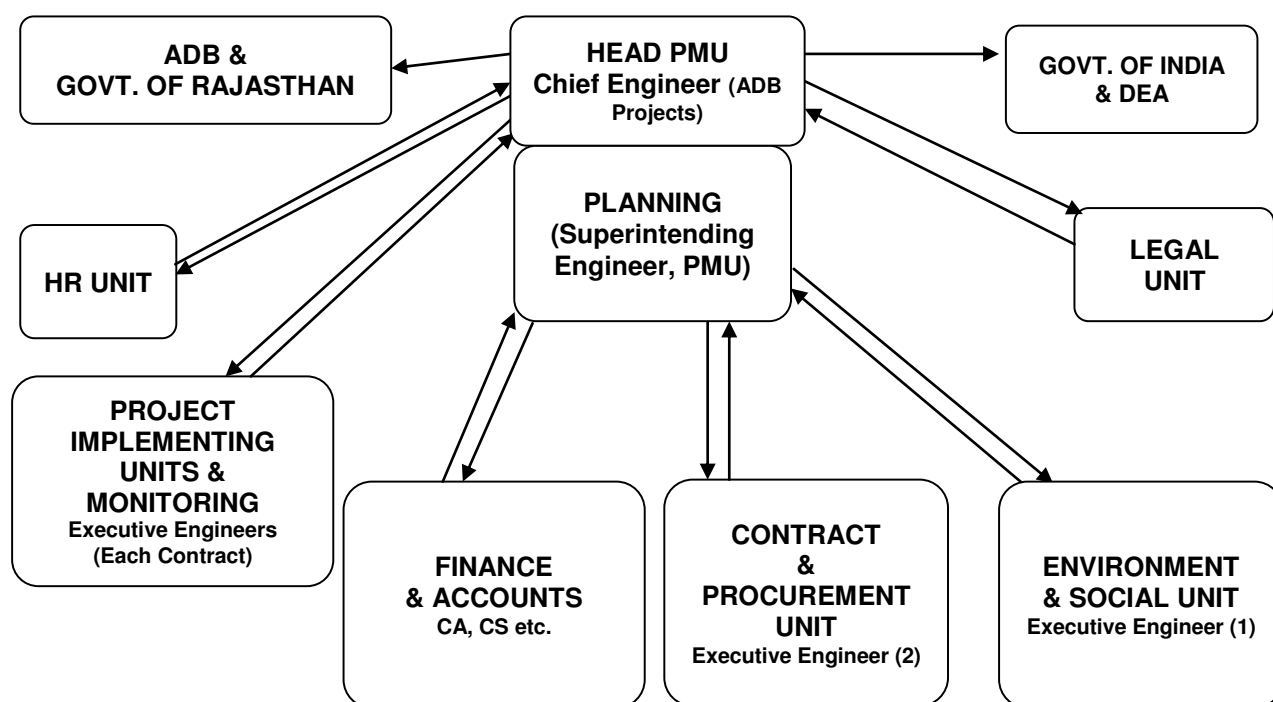 ADB &
GOVT. OF RAJASTHAN
HEAD PMU
Chief Engineer (ADB
Projects)
GOVT. OF INDIA
& DEA
PLANNING
(Superintending
Engineer, PMU)
HR UNIT
LEGAL
UNIT
PROJECT
IMPLEMENTING
UNITS &
MONITORING
Executive Engineers
(Each Contract)
FINANCE
& ACCOUNTS
CA, CS etc.
CONTRACT
&
PROCUREMENT
UNIT
Executive Engineer (2)
ENVIRONMENT
& SOCIAL UNIT
Executive Engineer (1)